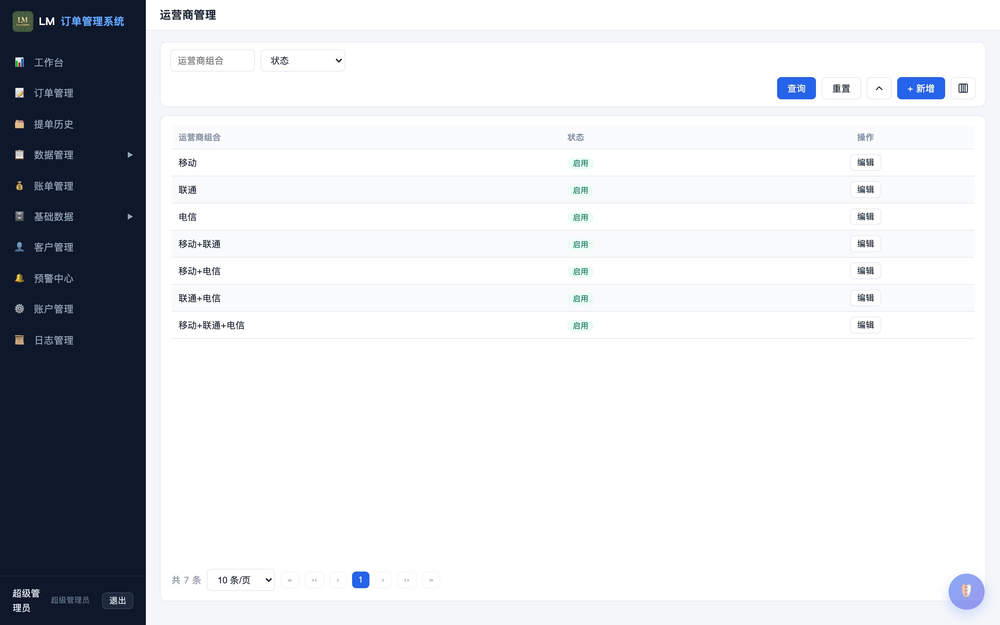 LM 订单管理系统
工作台
订单管理
提单历史
数据管理
账单管理
基础数据
客户管理
预警中心
账户管理
日志管理
超级管
理员
超级管理员
退出
运营商管理
运营商组合 状态
查询 重置 + 新增
运营商组合 状态 操作
移动 启用 编辑
联通 启用 编辑
电信 启用 编辑
移动+联通 启用 编辑
移动+电信 启用 编辑
联通+电信 启用 编辑
移动+联通+电信 启用 编辑
共 7 条 10 条/页 « ‹‹ ‹ 1 › ›› »